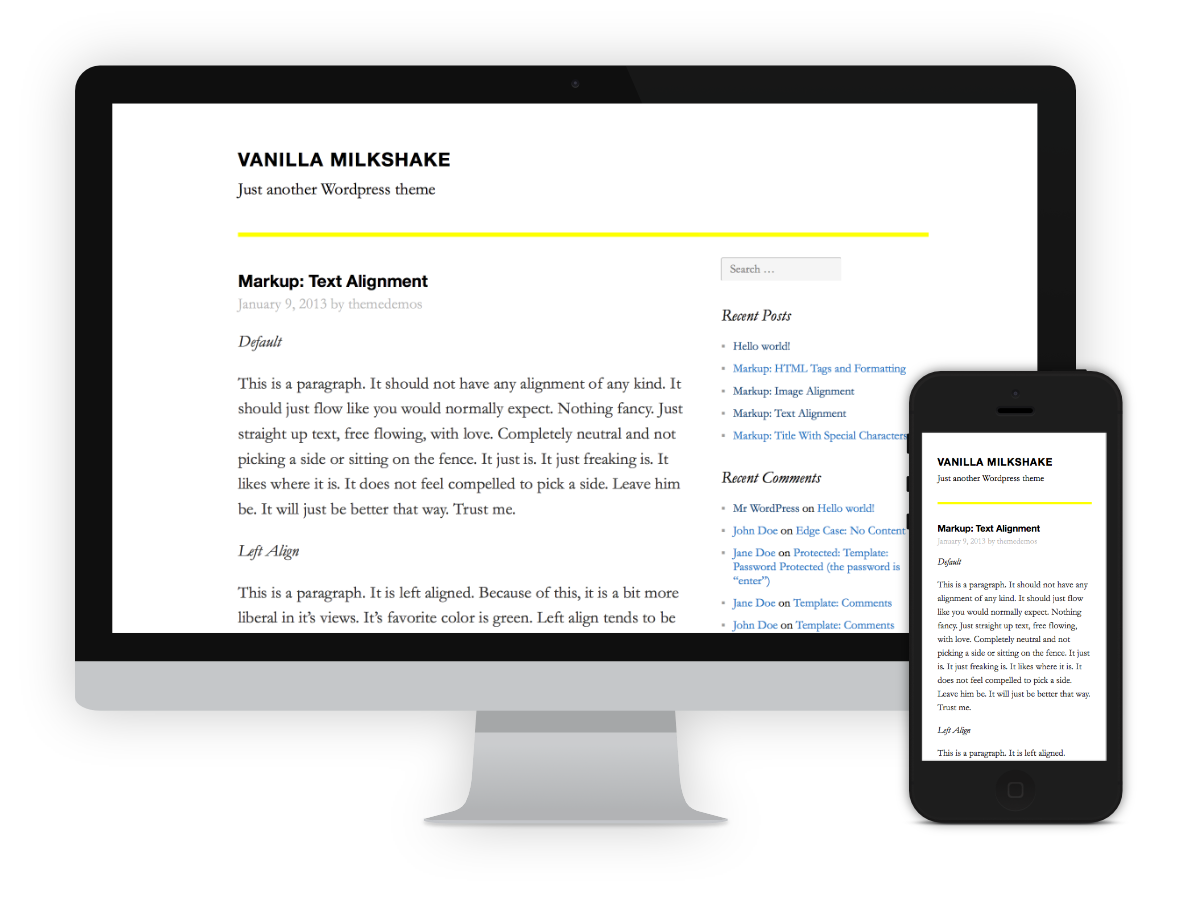 VANILLA MILKSHAKE
Just another Wordpress theme
Markup: Text Alignment
January 9, 2013 by themedemos
Default
This is a paragraph. It should not have any alignment of any kind. It
should just flow like you would normally expect. Nothing fancy. Just
straight up text, free flowing, with love. Completely neutral and not
picking a side or sitting on the fence. It just is. It just freaking is. It
likes where it is. It does not feel compelled to pick a side. Leave him
be. It will just be better that way. Trust me.
Left Align
This is a paragraph. It is left aligned. Because of this, it is a bit more
liberal in it’s views. It’s favorite color is green. Left align tends to be
Search …
Recent Posts
Hello world!
Markup: HTML Tags and Formatting
Markup: Image Alignment
Markup: Text Alignment
Markup: Title With Special Characters
Recent Comments
Mr WordPress on Hello world!
John Doe on Edge Case: No Content
Jane Doe on Protected: Template:
Password Protected (the password is
“enter”)
Jane Doe on Template: Comments
John Doe on Template: Comments
VANILLA MILKSHAKE
Just another Wordpress theme
Markup: Text Alignment
January 9, 2013 by themedemos
Default
This is a paragraph. It should not have any
alignment of any kind. It should just flow
like you would normally expect. Nothing
fancy. Just straight up text, free flowing,
with love. Completely neutral and not
picking a side or sitting on the fence. It just
is. It just freaking is. It likes where it is. It
does not feel compelled to pick a side.
Leave him be. It will just be better that way.
Trust me.
Left Align
This is a paragraph. It is left aligned.